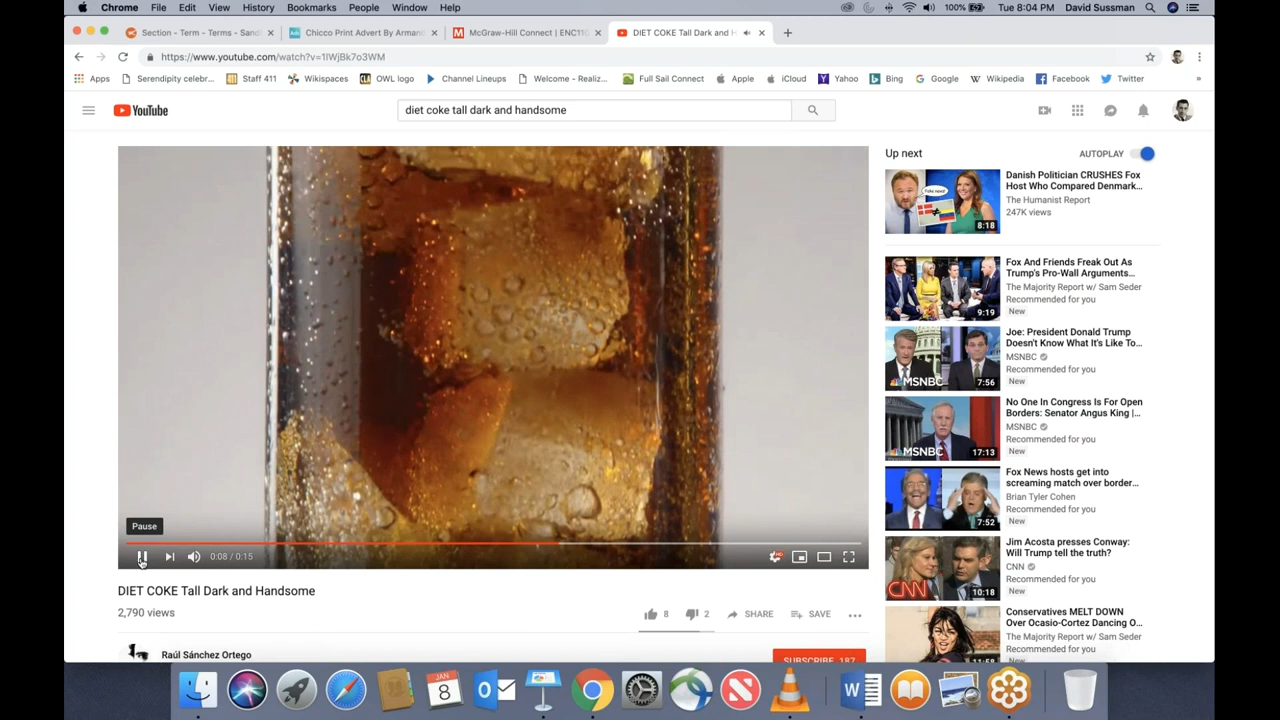 Chrome File Edit View History Bookmarks People Window Help 100% Tue 8:04 PM David Sussman
Section - Term - Terms - Sand
Chicco Print Advert By Arman
McGraw-Hill Connect | ENC110
DIET COKE Tall Dark and H
https://www.youtube.com/watch?v=1IWjBk7o3WM
Apps Serendipity celebr... Staff 411 Wikispaces OWL logo Channel Lineups Welcome - Realiz... Full Sail Connect Apple iCloud Yahoo Bing Google Wikipedia Facebook Twitter »
YouTube
diet coke tall dark and handsome
Pause
0:08 / 0:15
DIET COKE Tall Dark and Handsome
2,790 views
8 2 SHARE SAVE
Raúl Sánchez Ortego
SUBSCRIBE 187
Up next
AUTOPLAY
8:18
Danish Politician CRUSHES Fox
Host Who Compared Denmark...
The Humanist Report
247K views
9:19
Fox And Friends Freak Out As
Trump's Pro-Wall Arguments...
The Majority Report w/ Sam Seder
Recommended for you
New
MSNBC
7:56
Joe: President Donald Trump
Doesn't Know What It's Like To...
MSNBC
Recommended for you
New
MSNBC
17:13
No One In Congress Is For Open
Borders: Senator Angus King |...
MSNBC
Recommended for you
New
7:52
Fox News hosts get into
screaming match over border...
Brian Tyler Cohen
Recommended for you
New
CNN
10:18
Jim Acosta presses Conway:
Will Trump tell the truth?
CNN
Recommended for you
New
11:58
Conservatives MELT DOWN
Over Ocasio-Cortez Dancing O...
The Majority Report w/ Sam Seder
Recommended for you
JAN
8